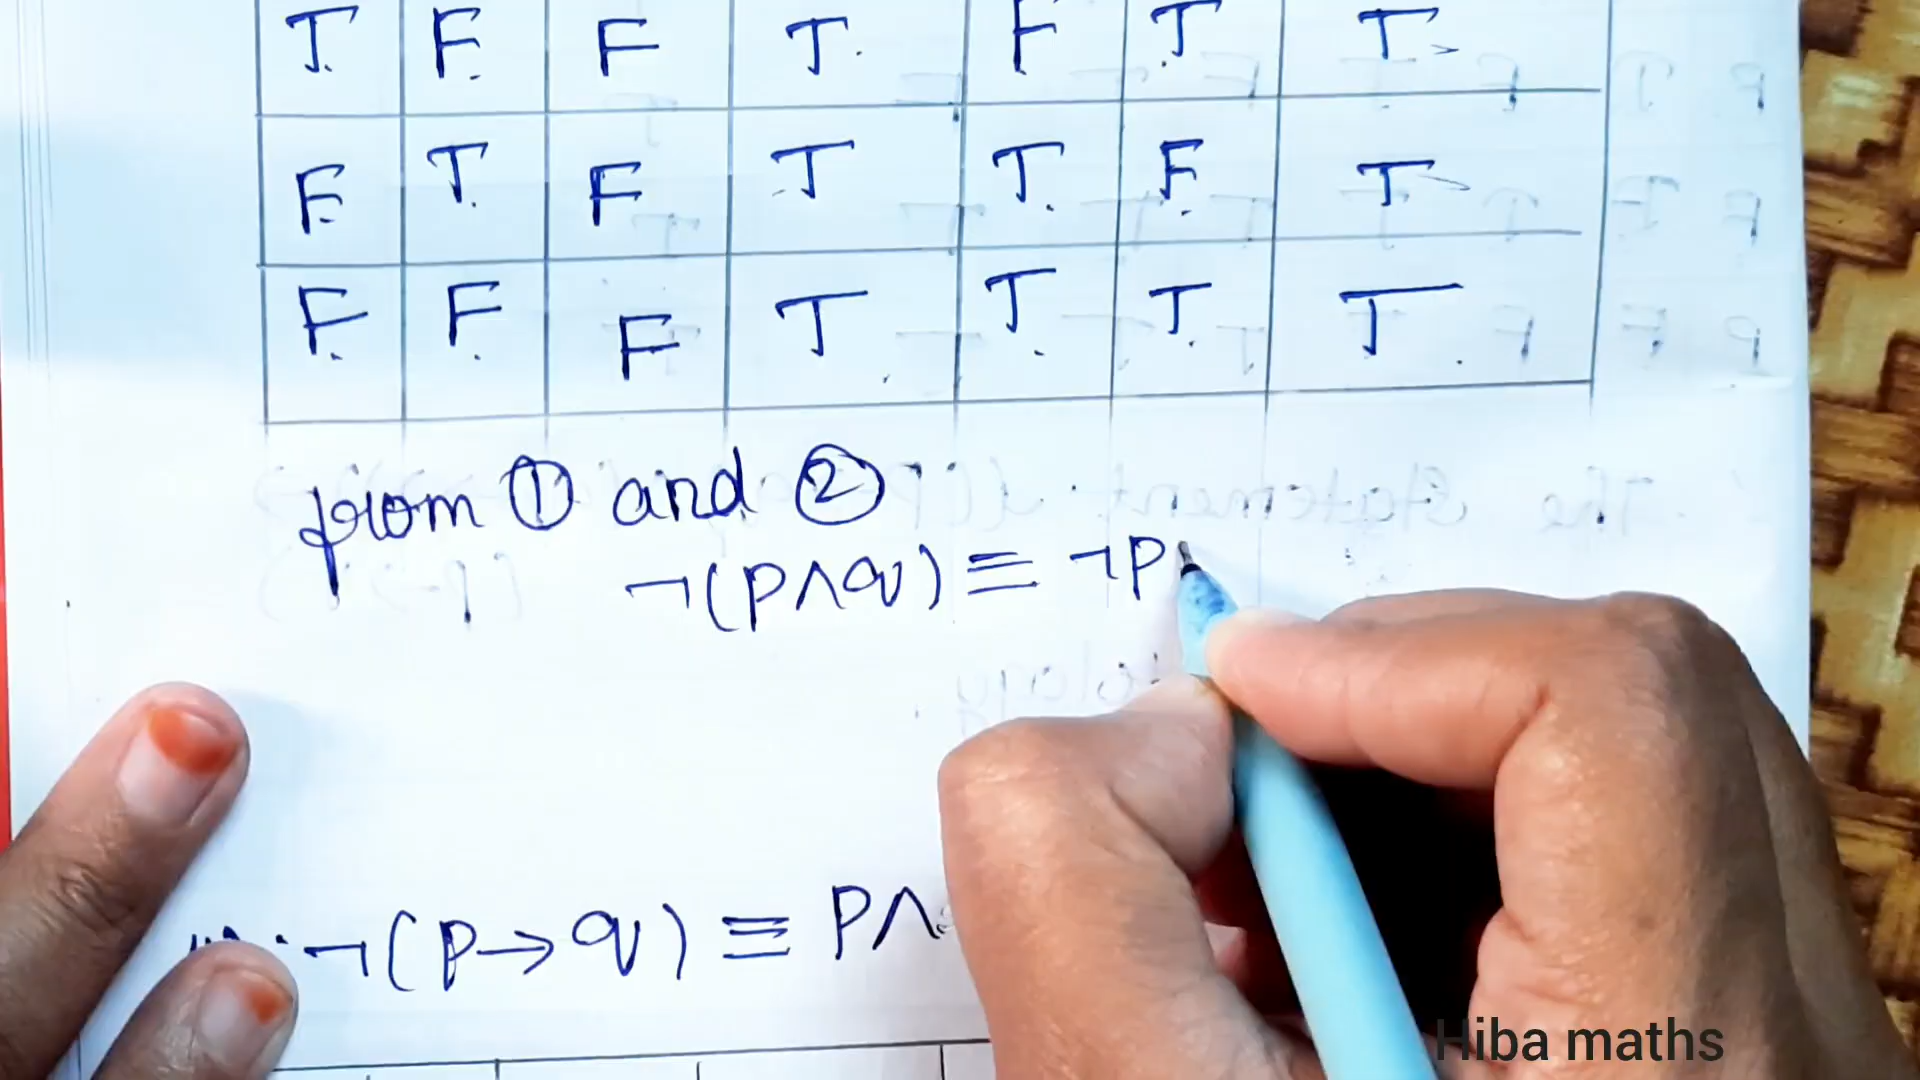 T F F T F T T
F T F T T F T
F F F T T T T
from ① and ②
¬(p∧q) ≡ ¬p
¬(p→q) ≡ p∧
Hiba maths